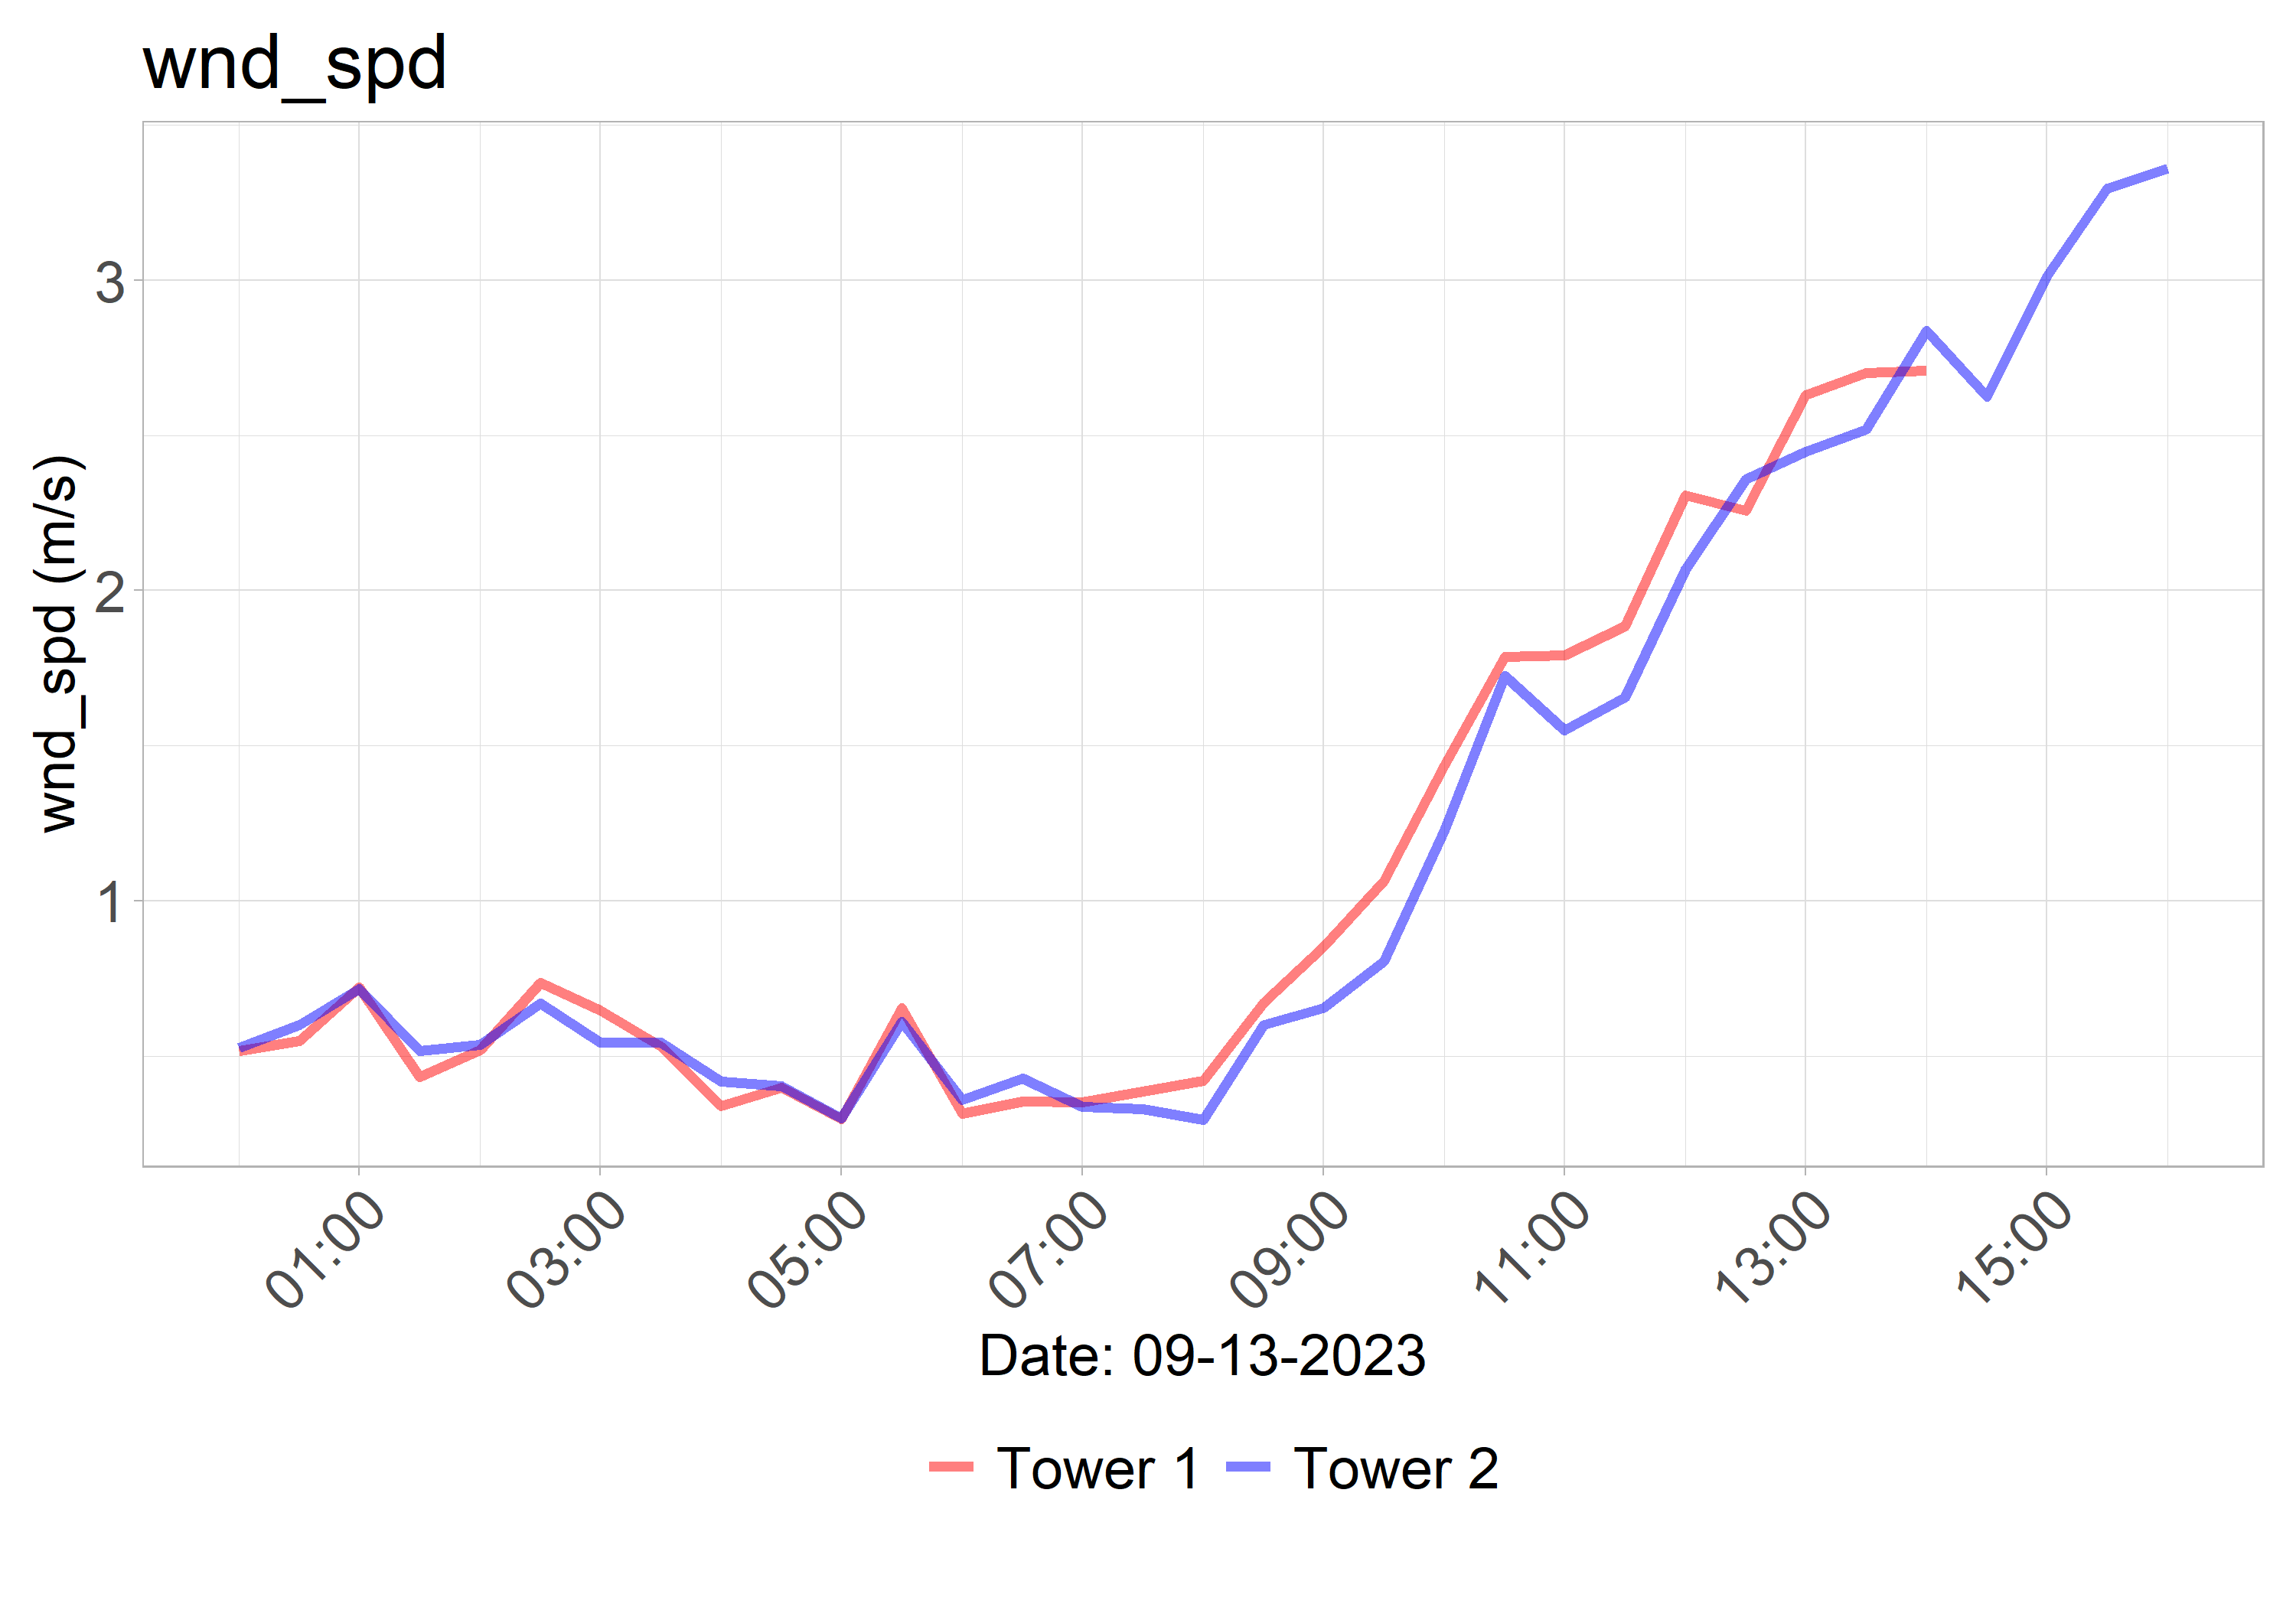 wnd_spd
wnd_spd (m/s)
3
2
1
01:00 03:00 05:00 07:00 09:00 11:00 13:00 15:00
Date: 09-13-2023
Tower 1 Tower 2